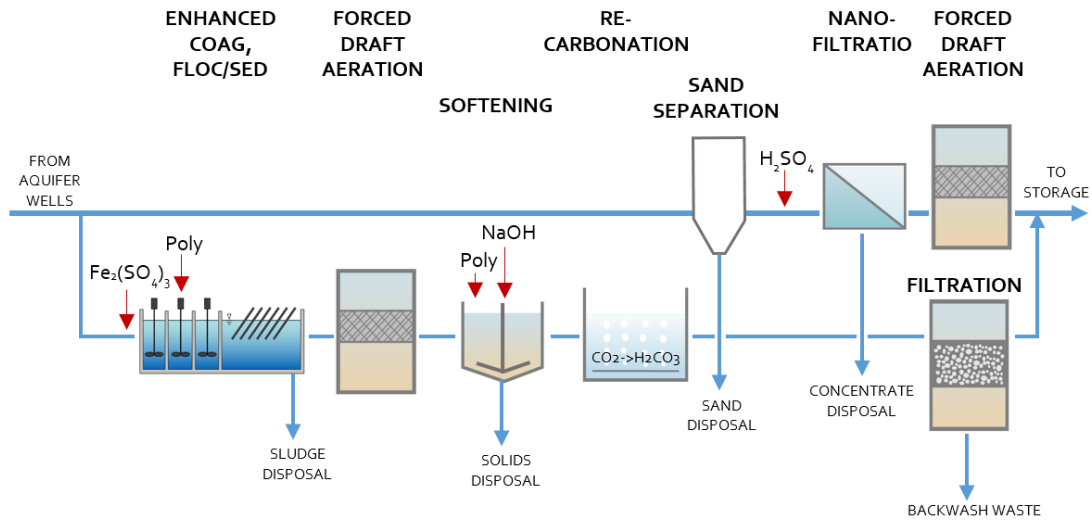 ENHANCED
COAG,
FLOC/SED
FORCED
DRAFT
AERATION
SOFTENING
RE-
CARBONATION
SAND
SEPARATION
NANO-
FILTRATIO
FORCED
DRAFT
AERATION
FROM
AQUIFER
WELLS
H₂SO₄
TO
STORAGE
Fe₂(SO₄)₃
Poly
Poly
NaOH
CO2->H2CO3
FILTRATION
SLUDGE
DISPOSAL
SOLIDS
DISPOSAL
SAND
DISPOSAL
CONCENTRATE
DISPOSAL
BACKWASH WASTE